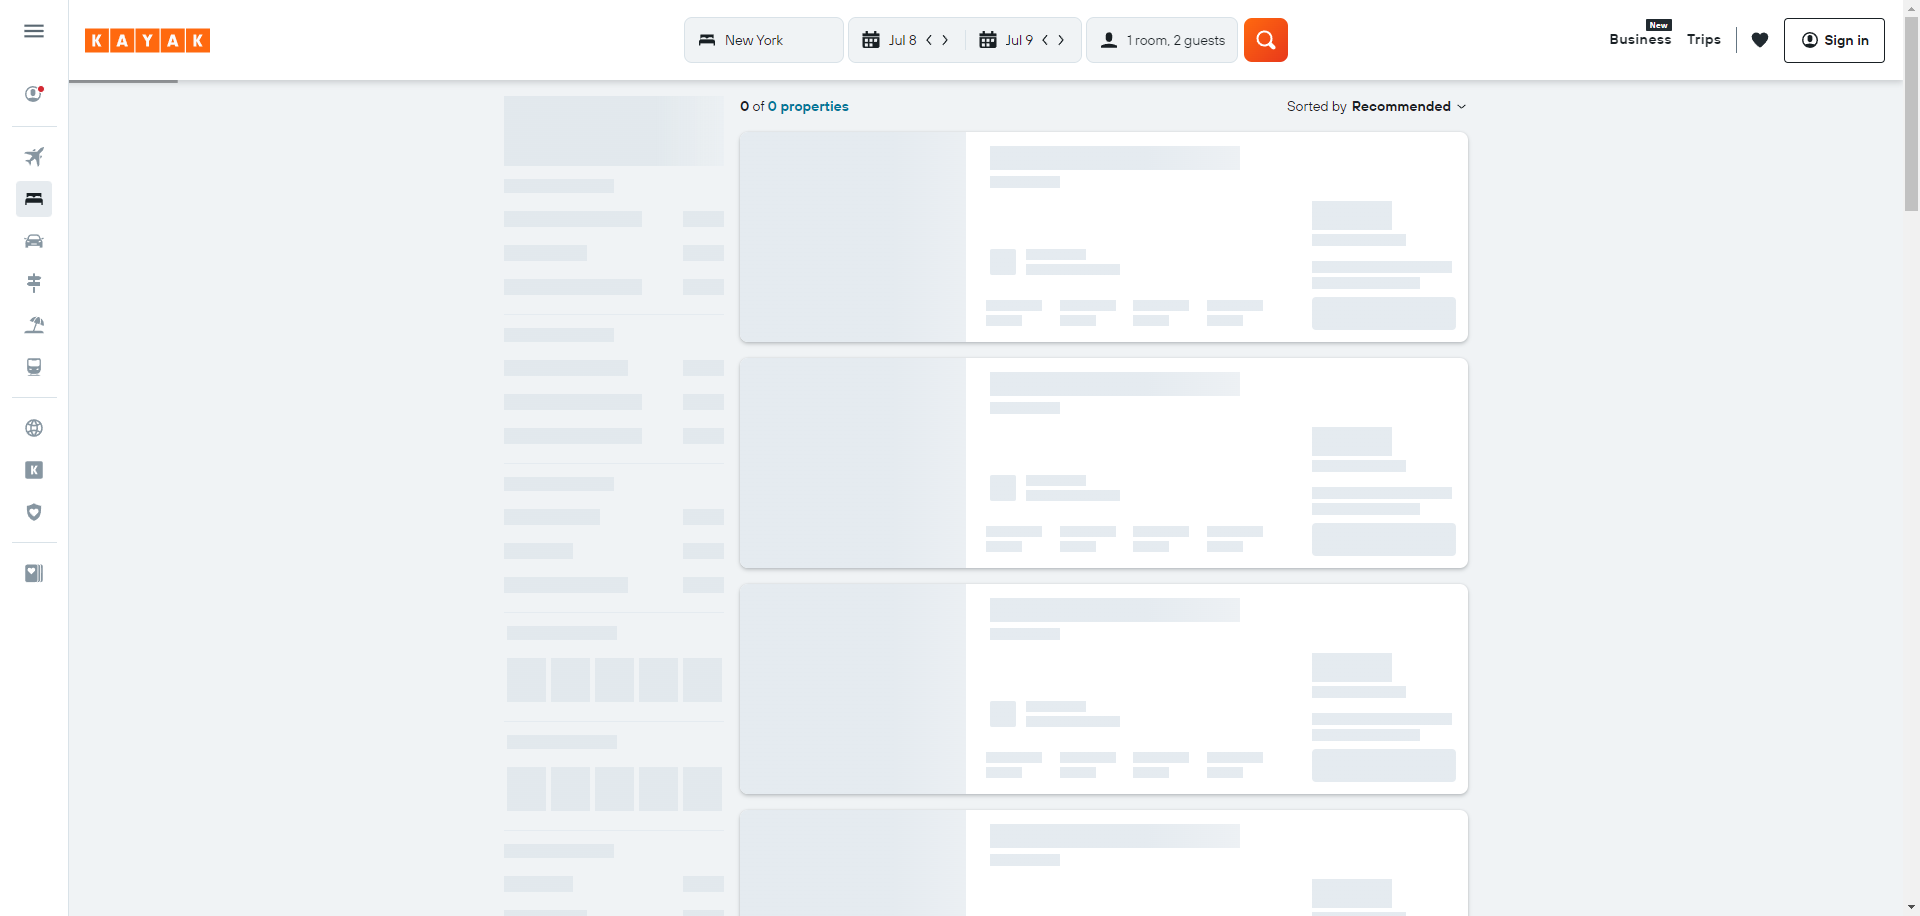 KAYAK
New York
Jul 8
Jul 9
1 room, 2 guests
New
Business
Trips
Sign in
0 of 0 properties
Sorted by Recommended
K